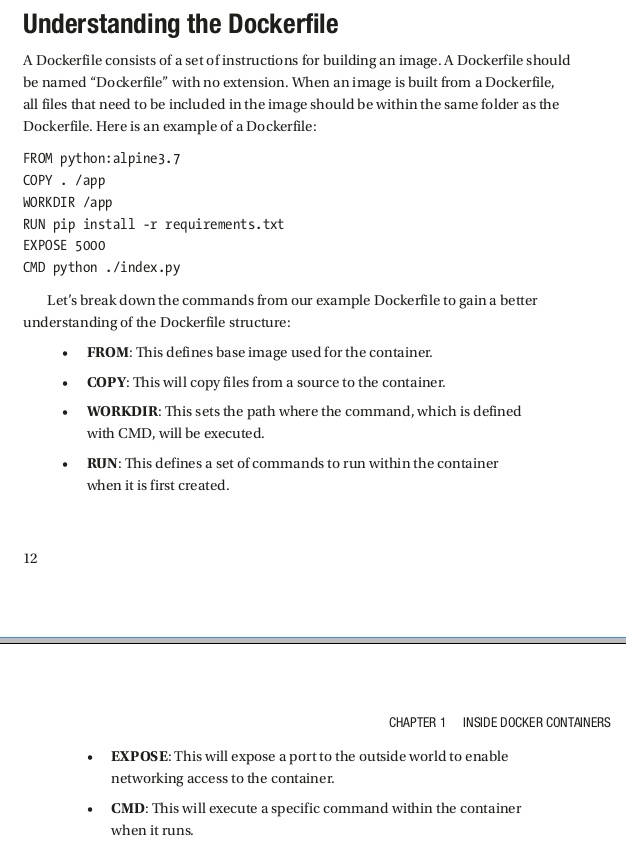 Understanding the Dockerfile
A Dockerfile consists of a set of instructions for building an image. A Dockerfile should
be named “Dockerfile” with no extension. When an image is built from a Dockerfile,
all files that need to be included in the image should be within the same folder as the
Dockerfile. Here is an example of a Dockerfile:
FROM python:alpine3.7
COPY . /app
WORKDIR /app
RUN pip install -r requirements.txt
EXPOSE 5000
CMD python ./index.py
Let’s break down the commands from our example Dockerfile to gain a better
understanding of the Dockerfile structure:
• FROM: This defines base image used for the container.
• COPY: This will copy files from a source to the container.
• WORKDIR: This sets the path where the command, which is defined
with CMD, will be executed.
• RUN: This defines a set of commands to run within the container
when it is first created.
12
CHAPTER 1 INSIDE DOCKER CONTAINERS
• EXPOSE: This will expose a port to the outside world to enable
networking access to the container.
• CMD: This will execute a specific command within the container
when it runs.